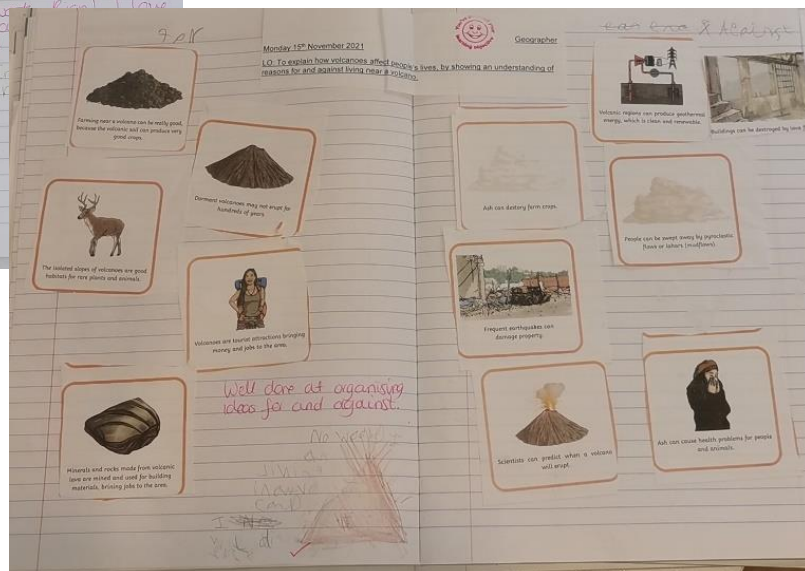 Monday 15th November 2021
Geographer
LO: To explain how volcanoes affect people's lives, by showing an understanding of
reasons for and against living near a volcano.
Farming near a volcano can be really good,
because the volcanic soil can produce very
good crops.
Dormant volcanoes may not erupt for
hundreds of years.
The isolated slopes of volcanoes are good
habitats for rare plants and animals.
Volcanoes are tourist attractions bringing
money and jobs to the area.
Minerals and rocks made from volcanic
lava are mined and used for building
materials, brining jobs to the area.
Well done at organising
ideas for and against.
Volcanic regions can produce geothermal
energy, which is clean and renewable.
Buildings can be destroyed by lava
Ash can destory farm crops.
People can be swept away by pyroclastic
flows or lahars (mudflows).
Frequent earthquakes can
damage property.
Scientists can predict when a volcano
will erupt.
Ash can cause health problems for people
and animals.